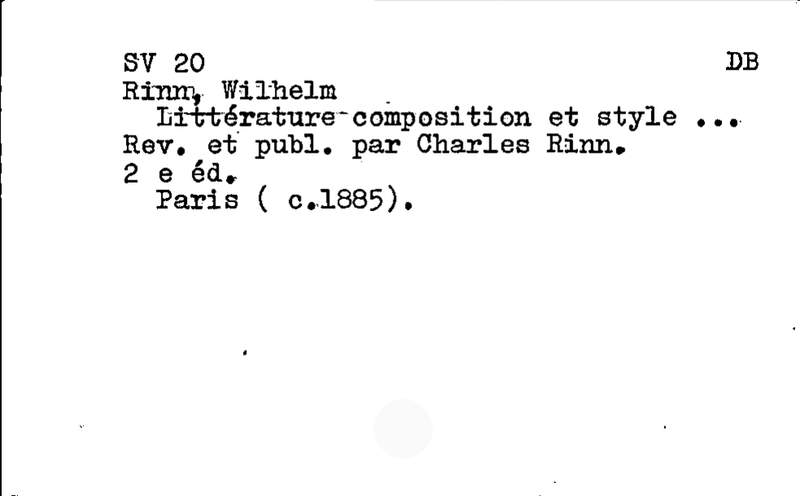 SV 20 DB
Rinn, Wilhelm
Littérature-composition et style ...
Rev. et publ. par Charles Rinn.
2 e éd.
Paris ( c.1885).